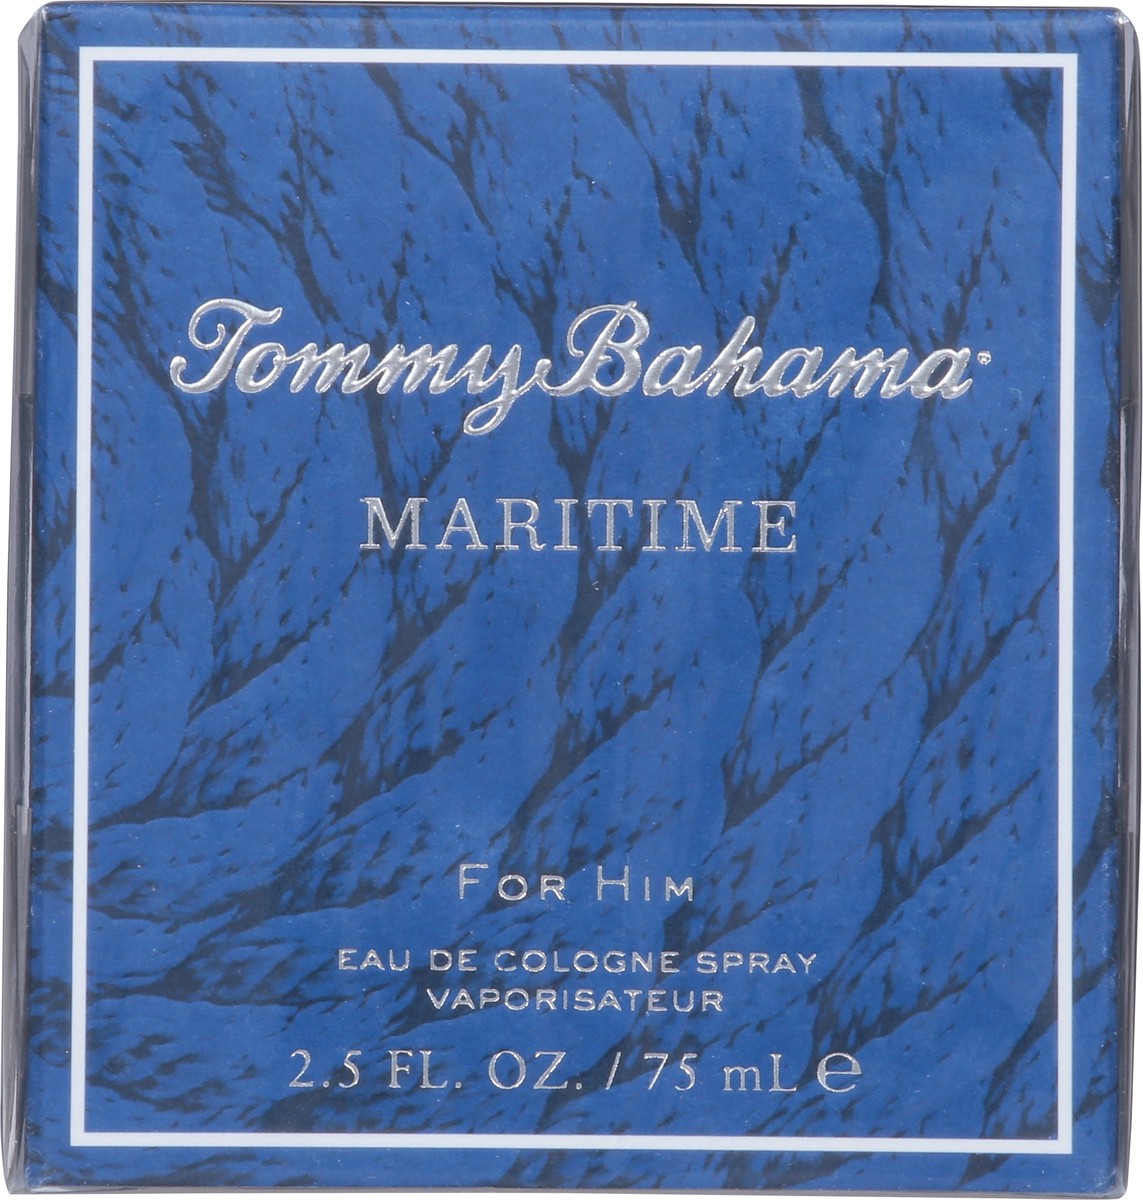 Tommy Bahama®
MARITIME
FOR HIM
EAU DE COLOGNE SPRAY
VAPORISATEUR
2.5 FL. OZ. / 75 mL ℮